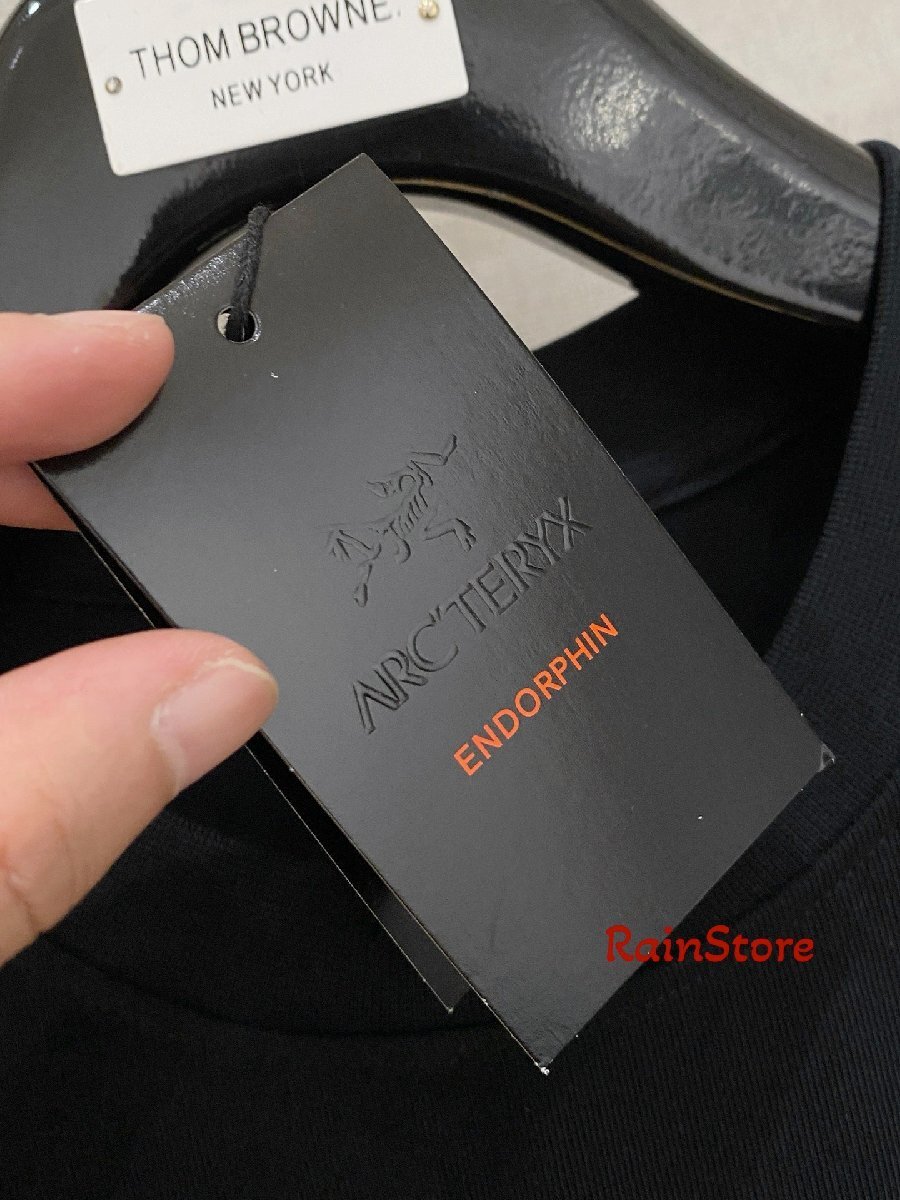 THOM BROWNE.
NEW YORK
ARC'TERYX
ENDORPHIN
RainStore